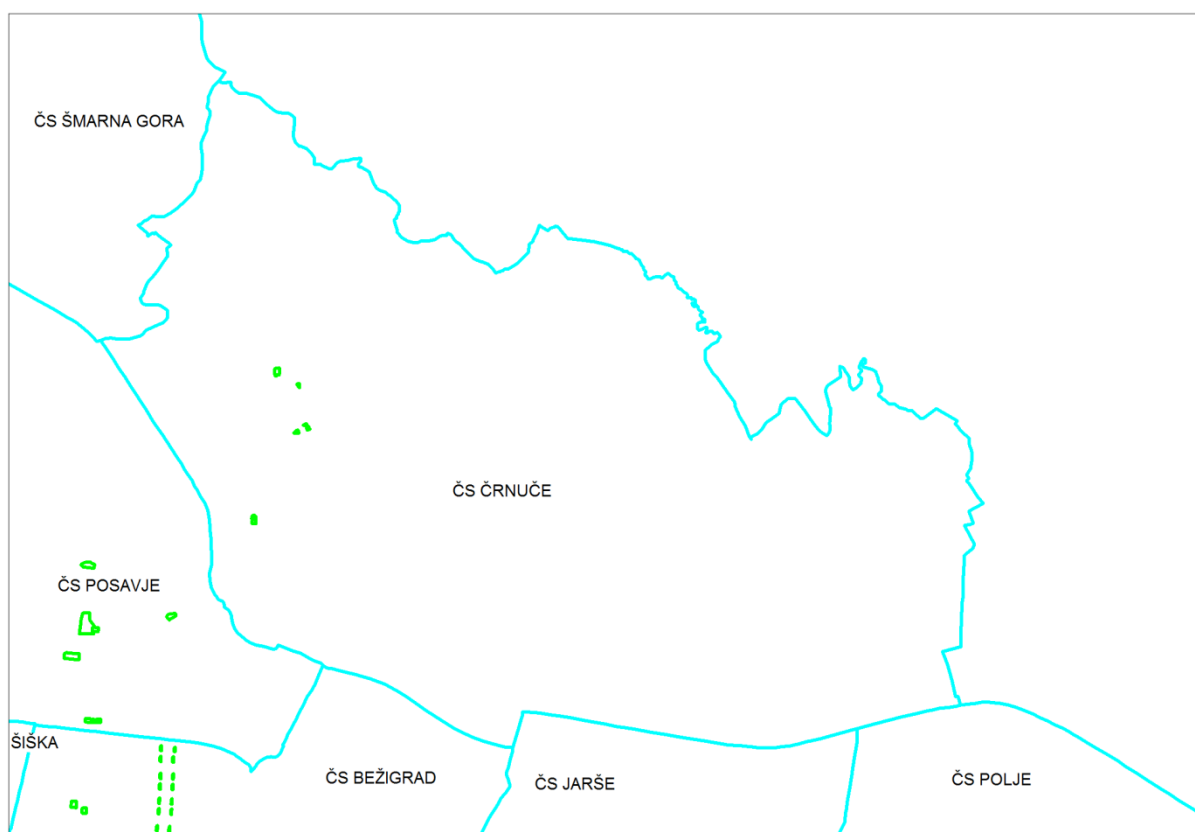 ČS ŠMARNA GORA
ČS ČRNUČE
ČS POSAVJE
ŠIŠKA
ČS BEŽIGRAD
ČS JARŠE
ČS POLJE